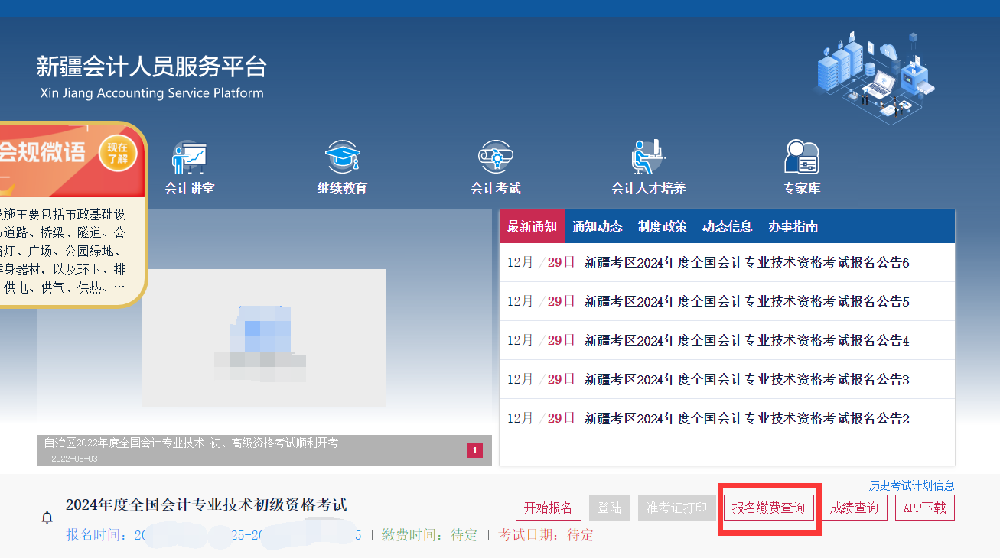 新疆会计人员服务平台
Xin Jiang Accounting Service Platform
会规微语
现在
了解
会计讲堂
继续教育
会计考试
会计人才培养
专家库
施主要包括市政基础设
道路、桥梁、隧道、公
灯、广场、公园绿地、
身器材，以及环卫、排
供电、供气、供热、…
最新通知 通知动态 制度政策 动态信息 办事指南
12月 / 29日 新疆考区2024年度全国会计专业技术资格考试报名公告6
12月 / 29日 新疆考区2024年度全国会计专业技术资格考试报名公告5
12月 / 29日 新疆考区2024年度全国会计专业技术资格考试报名公告4
12月 / 29日 新疆考区2024年度全国会计专业技术资格考试报名公告3
12月 / 29日 新疆考区2024年度全国会计专业技术资格考试报名公告2
自治区2022年度全国会计专业技术 初、高级资格考试顺利开考
2022-08-03
1
历史考试计划信息
2024年度全国会计专业技术初级资格考试
开始报名 登陆 准考证打印 报名缴费查询 成绩查询 APP下载
报名时间：20 25-20 5 | 缴费时间：待定 | 考试日期：待定